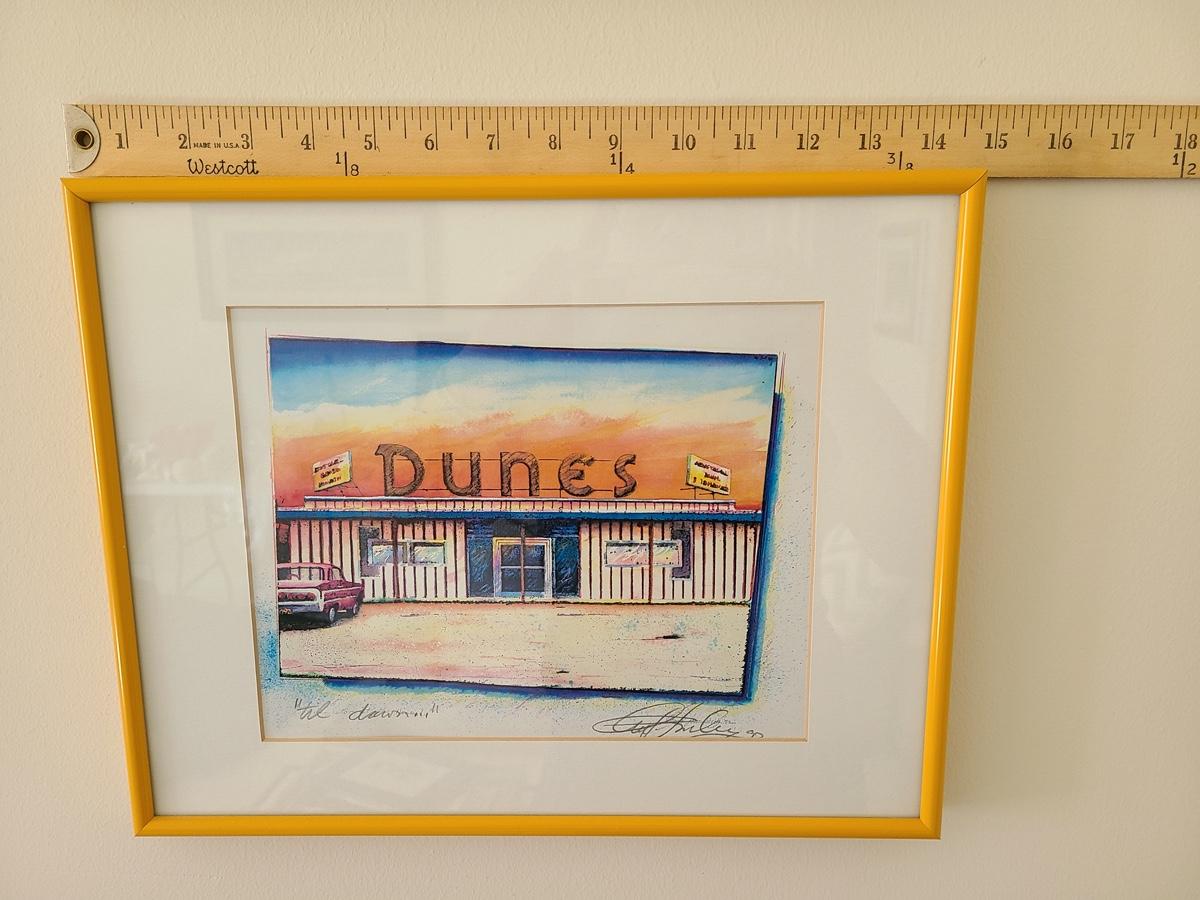 1 2 MADE IN U.S.A 3 4 5 6 7 8 9 10 11 12 13 14 15 16 17 18
Westcott 1/8 1/4 3/8 1/2
DUNES
"'til dawn..."